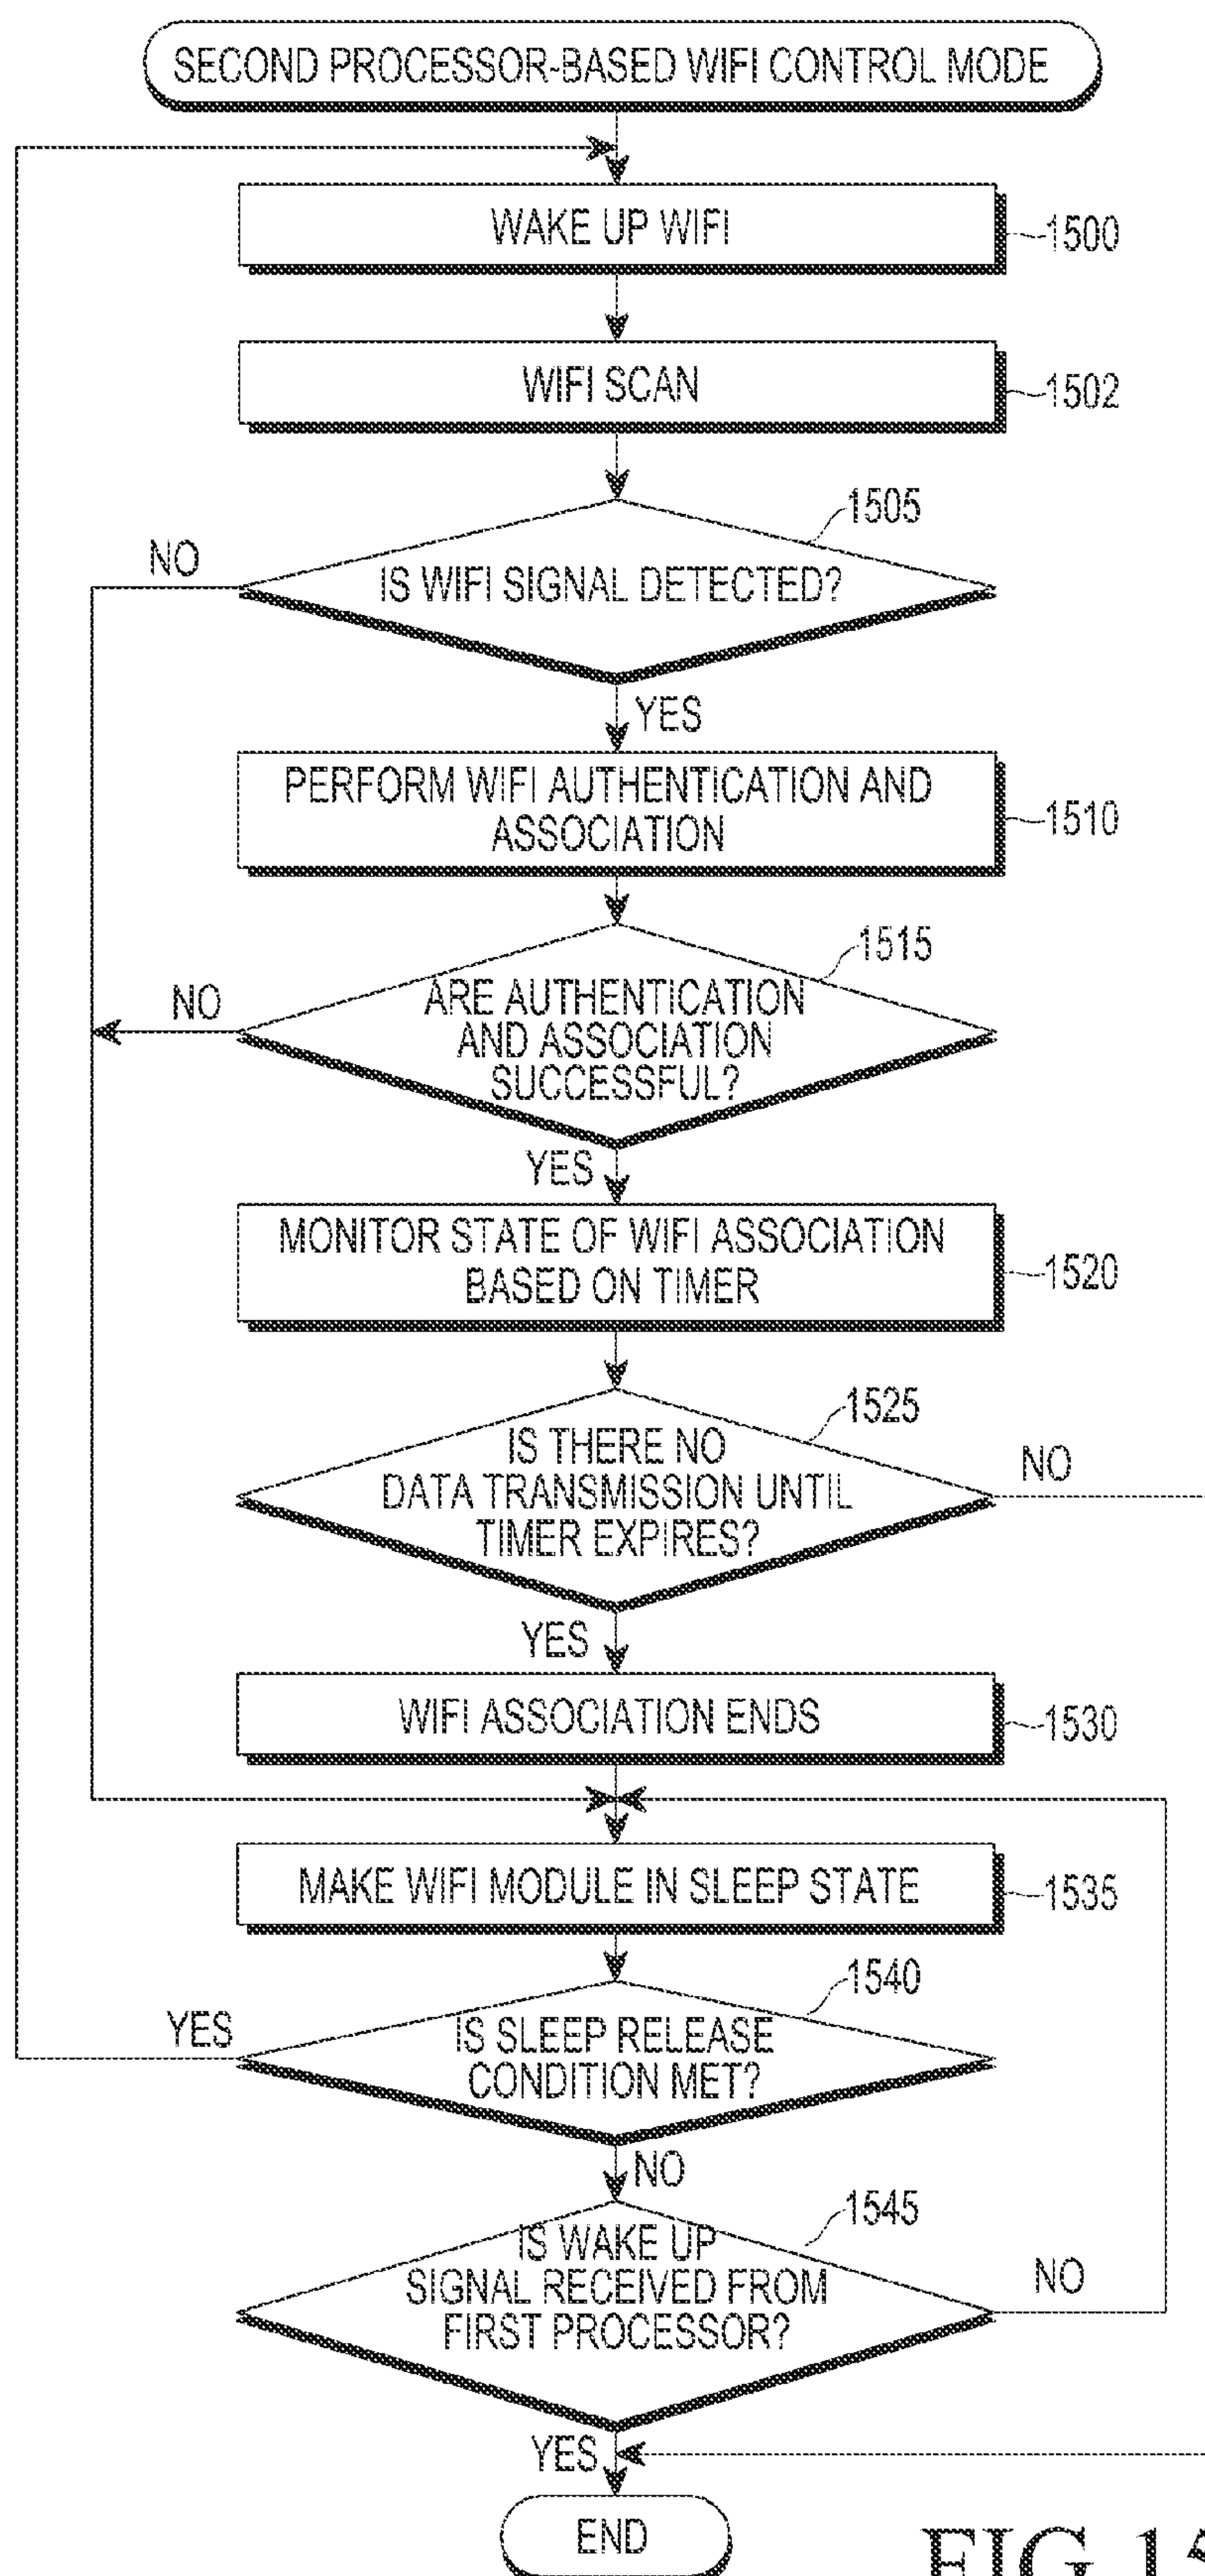 SECOND PROCESSOR-BASED WIFI CONTROL MODE
WAKE UP WIFI
1500
WIFI SCAN
1502
1505
NO
IS WIFI SIGNAL DETECTED?
YES
PERFORM WIFI AUTHENTICATION AND
ASSOCIATION
1510
1515
NO
ARE AUTHENTICATION
AND ASSOCIATION
SUCCESSFUL?
YES
MONITOR STATE OF WIFI ASSOCIATION
BASED ON TIMER
1520
1525
IS THERE NO
DATA TRANSMISSION UNTIL
TIMER EXPIRES?
NO
YES
WIFI ASSOCIATION ENDS
1530
MAKE WIFI MODULE IN SLEEP STATE
1535
1540
YES
IS SLEEP RELEASE
CONDITION MET?
NO
1545
IS WAKE UP
SIGNAL RECEIVED FROM
FIRST PROCESSOR?
NO
YES
END
FIG.15